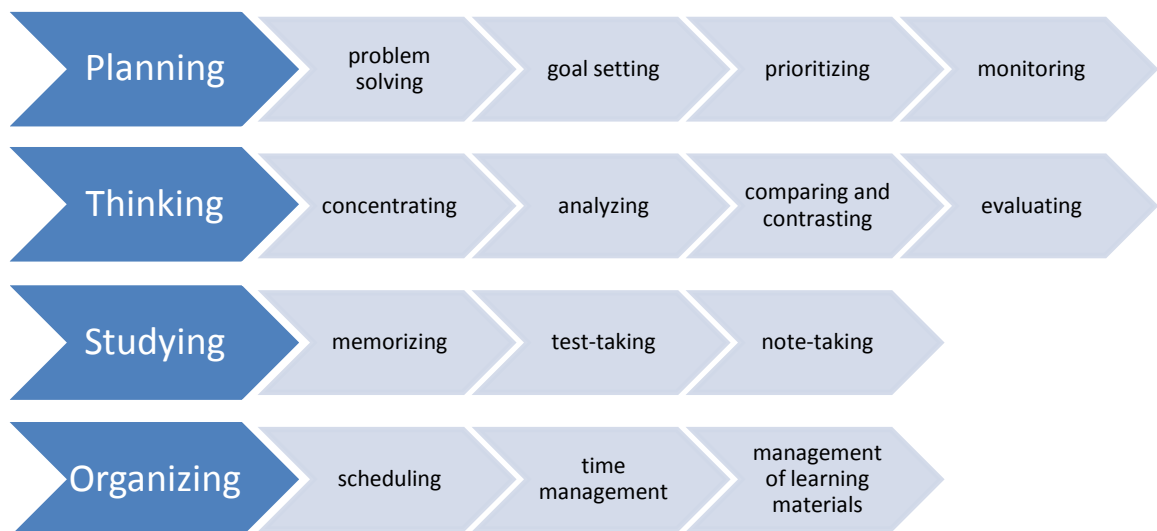 Planning
problem
solving
goal setting
prioritizing
monitoring
Thinking
concentrating
analyzing
comparing and
contrasting
evaluating
Studying
memorizing
test-taking
note-taking
Organizing
scheduling
time
management
management
of learning
materials